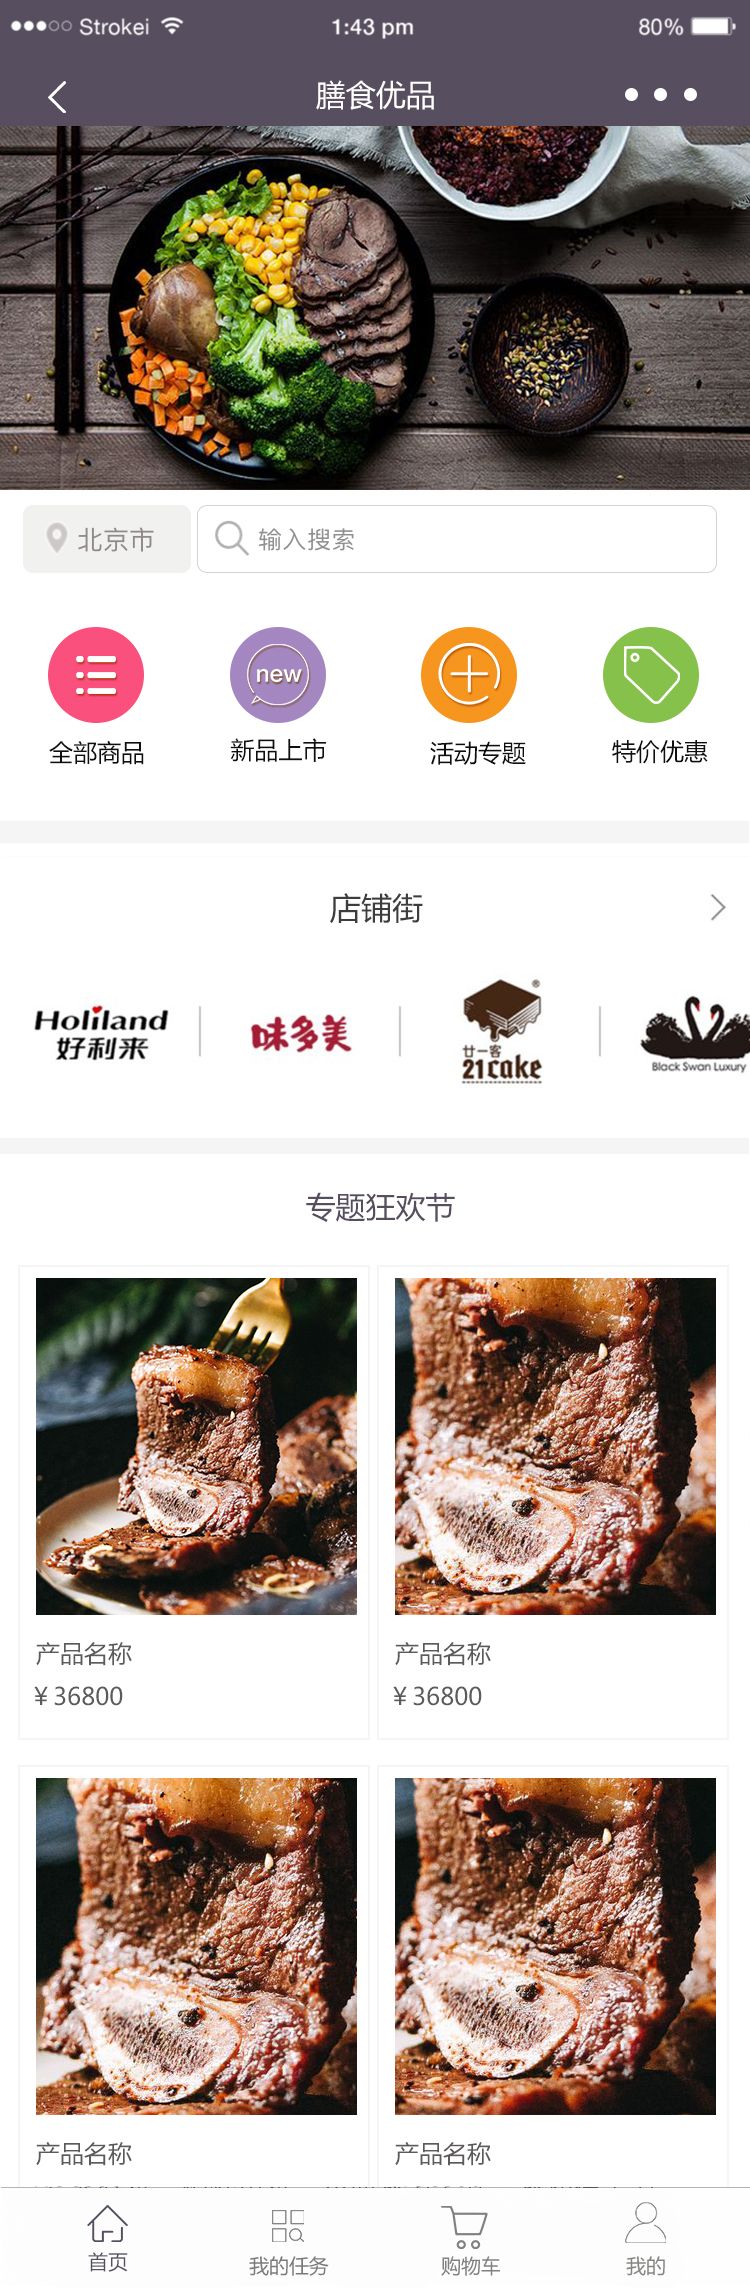 Strokei 1:43 pm 80%
膳食优品
北京市 输入搜索
new
全部商品 新品上市 活动专题 特价优惠
店铺街
Holiland
好利来
味多美
®
廿一客
21cake
Black Swan Luxury
专题狂欢节
产品名称 产品名称
¥ 36800 ¥ 36800
产品名称 产品名称
首页 我的任务 购物车 我的